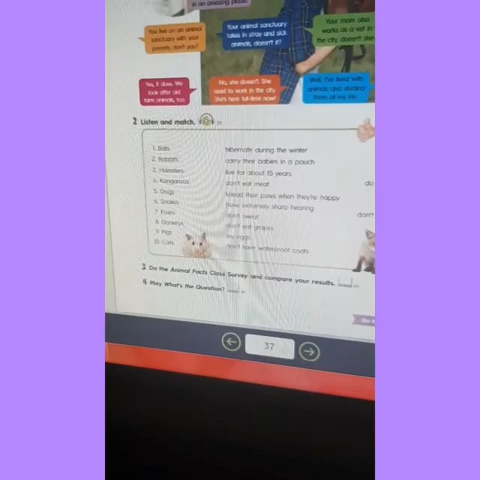 in an amazing place!
You live on an animal
sanctuary with your
parents, don't you?
Your animal sanctuary
takes in stray and sick
animals, doesn't it?
Your mom also
works as a vet in
the city, doesn't she
Yes, it does. We
look after old
farm animals, too.
No, she doesn't. She
used to work in the city.
She's here full-time now!
Well, I've lived with
animals and studied
them all my life.
2 Listen and match.
1. Bats
2. Rabbits
3. Hamsters
4. Kangaroos
5. Dogs
6. Snakes
7. Foxes
8. Donkeys
9. Pigs
10. Cats
hibernate during the winter
carry their babies in a pouch
live for about 15 years
don't eat meat
knead their paws when they're happy
have extremely sharp hearing
don't sweat
don't eat grapes
lay eggs
don't have waterproof coats
do
don't
3 Do the Animal Facts Class Survey and compare your results.
4 Play What's the Question?
37